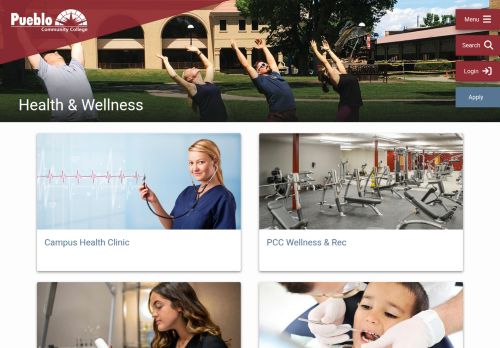 Pueblo
Community College
Menu
Search
Login
Apply
Health & Wellness
Campus Health Clinic
PCC Wellness & Rec